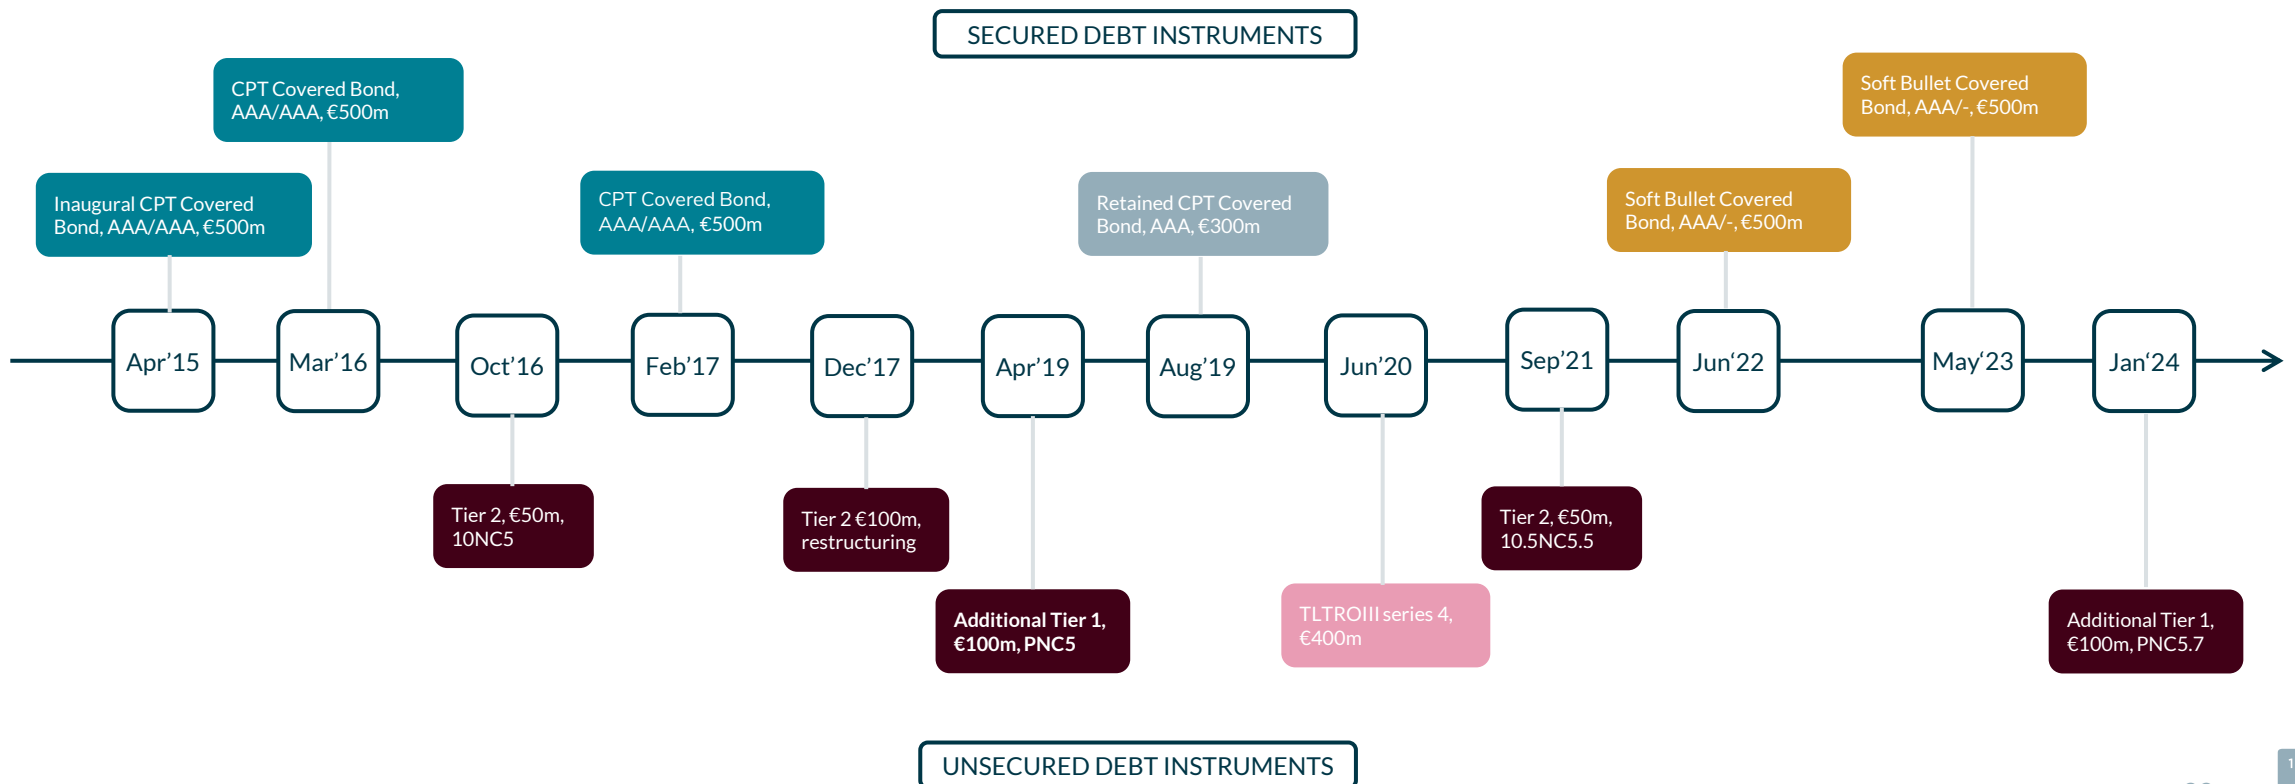 SECURED DEBT INSTRUMENTS
CPT Covered Bond,
AAA/AAA, €500m
Soft Bullet Covered
Bond, AAA/-, €500m
Inaugural CPT Covered
Bond, AAA/AAA, €500m
CPT Covered Bond,
AAA/AAA, €500m
Retained CPT Covered
Bond, AAA, €300m
Soft Bullet Covered
Bond, AAA/-, €500m
Apr’15
Mar’16
Oct’16
Feb’17
Dec’17
Apr’19
Aug’19
Jun’20
Sep’21
Jun‘22
May‘23
Jan‘24
Tier 2, €50m,
10NC5
Tier 2 €100m,
restructuring
Additional Tier 1,
€100m, PNC5
TLTROIII series 4,
€400m
Tier 2, €50m,
10.5NC5.5
Additional Tier 1,
€100m, PNC5.7
UNSECURED DEBT INSTRUMENTS